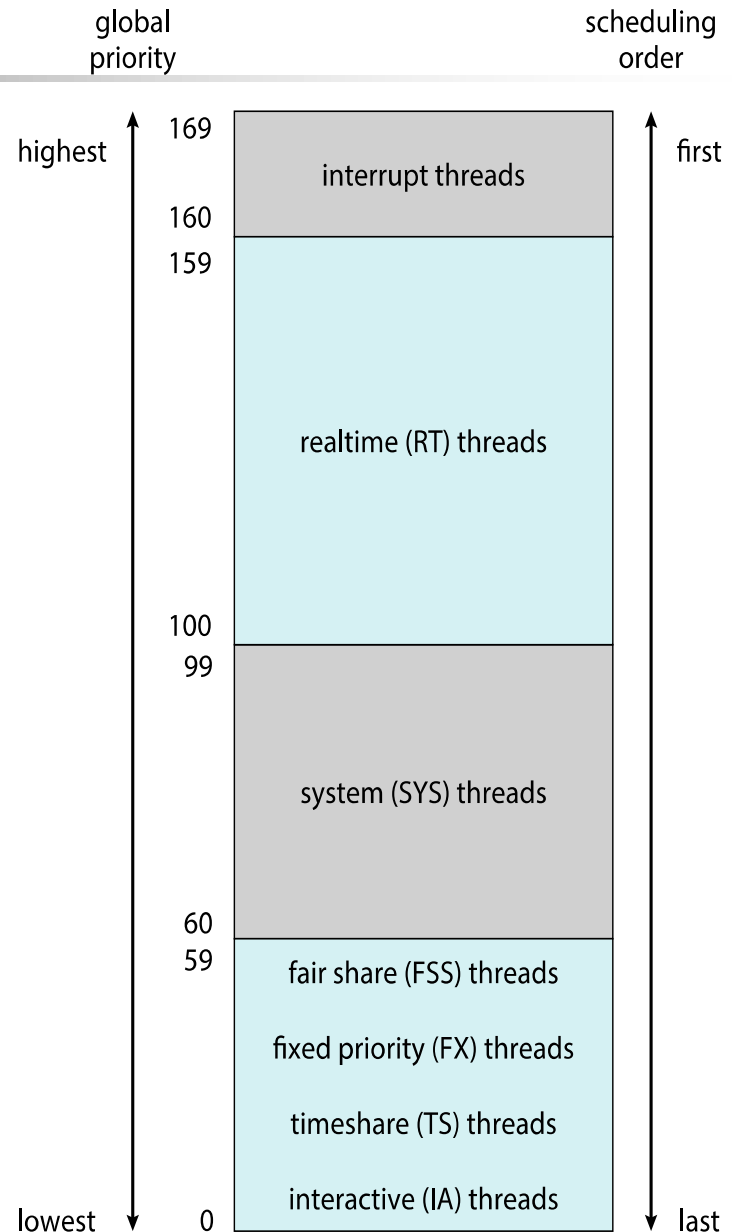 global
priority
scheduling
order
highest
169
interrupt threads
first
160
159
realtime (RT) threads
100
99
system (SYS) threads
60
59
fair share (FSS) threads
fixed priority (FX) threads
timeshare (TS) threads
interactive (IA) threads
lowest
0
last